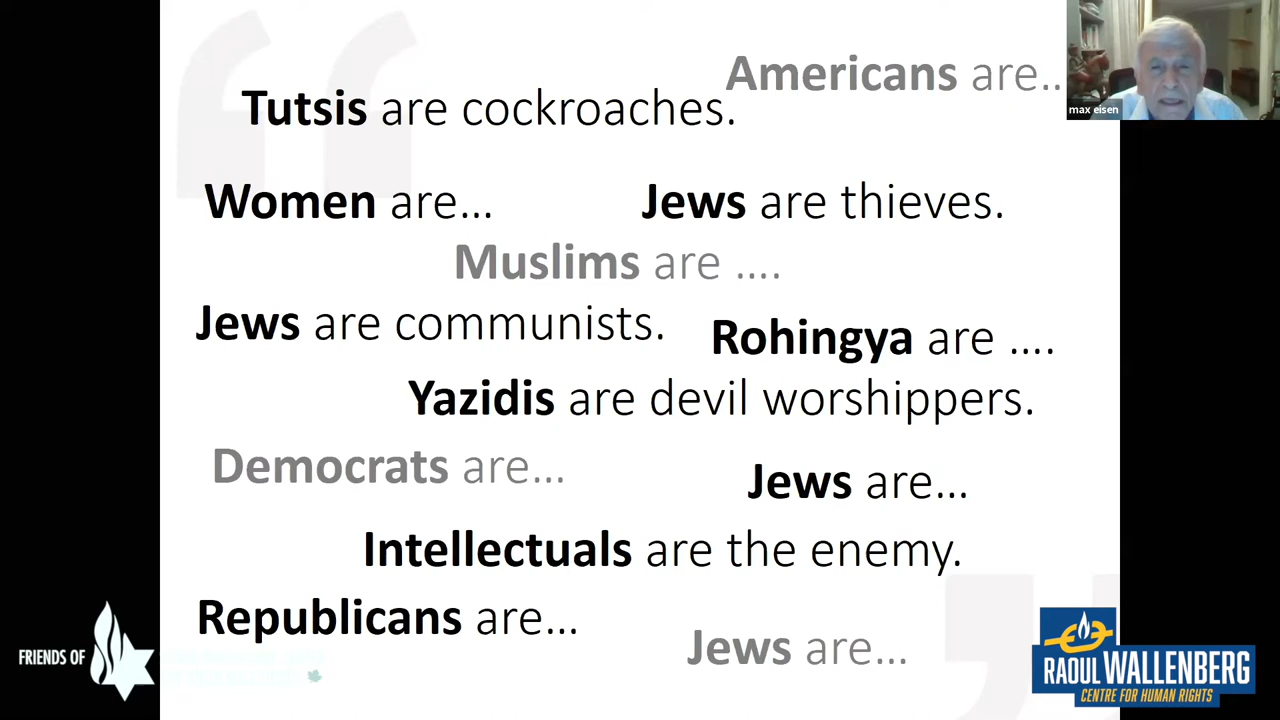 Americans are..
max eisen
Tutsis are cockroaches.
Women are...
Jews are thieves.
Muslims are ....
Jews are communists.
Rohingya are ....
Yazidis are devil worshippers.
Democrats are...
Jews are...
Intellectuals are the enemy.
Republicans are...
Jews are...
FRIENDS OF
RAOUL WALLENBERG
CENTRE FOR HUMAN RIGHTS